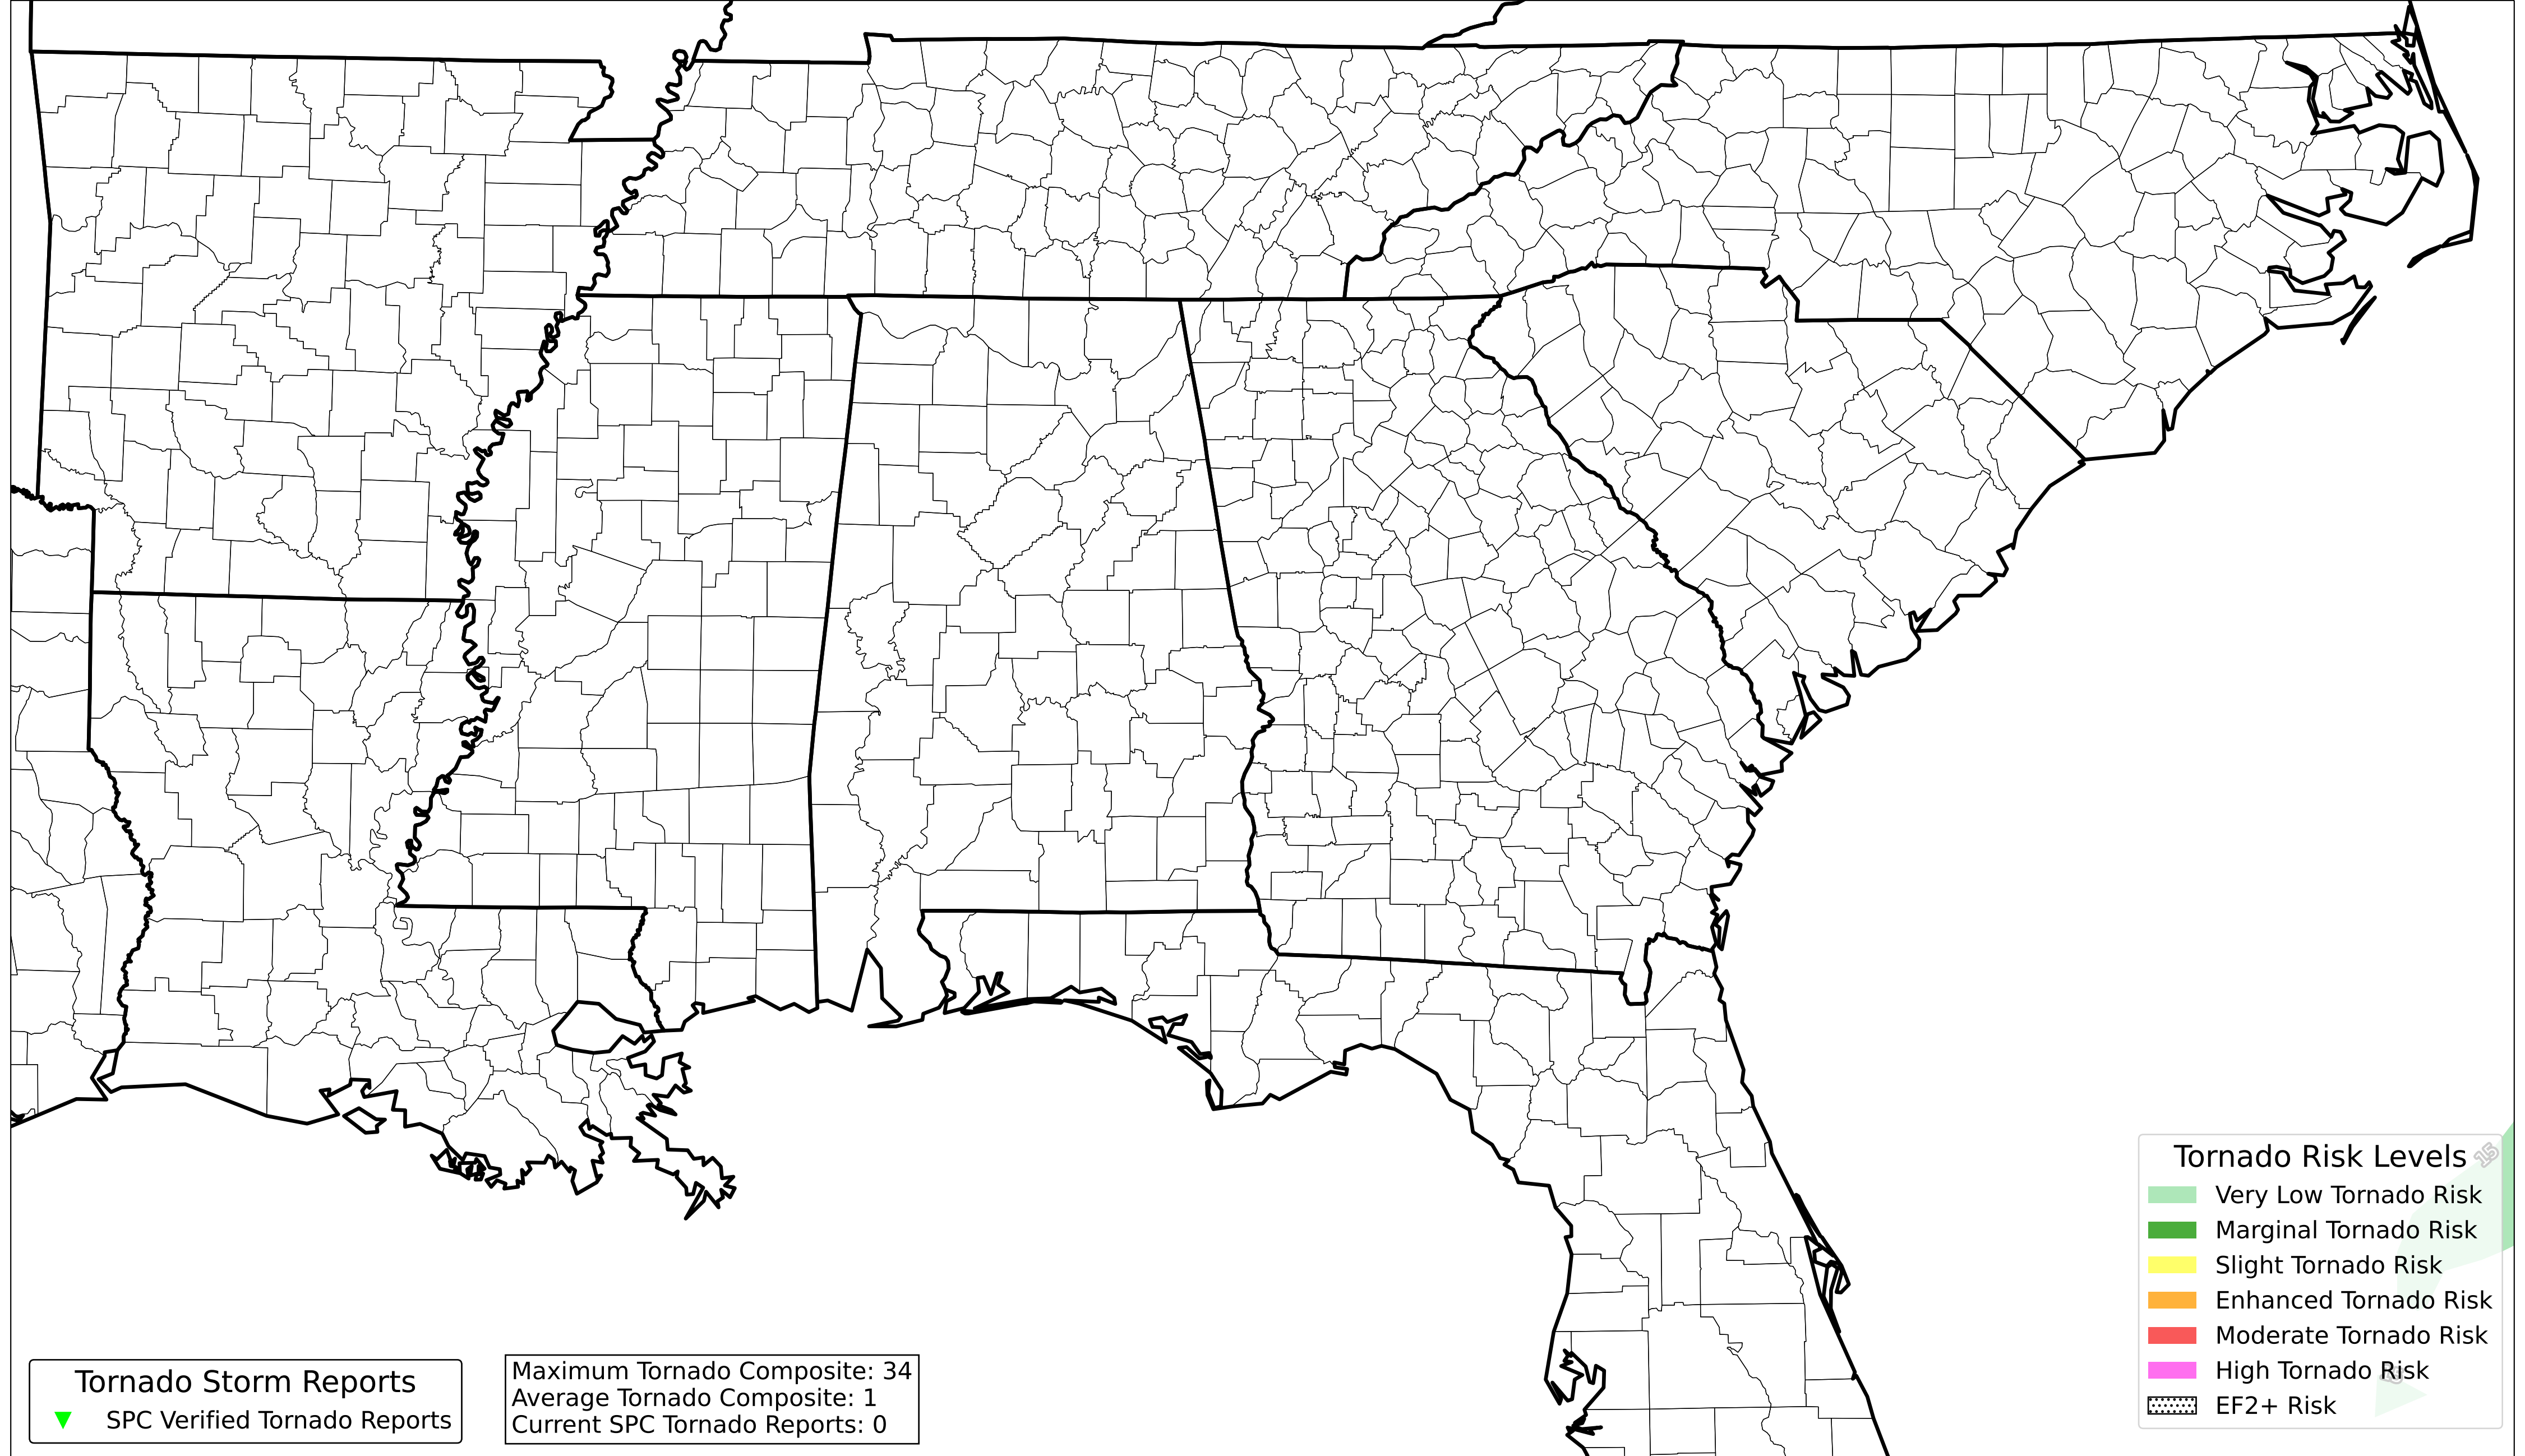 Tornado Risk Levels
15
Very Low Tornado Risk
Marginal Tornado Risk
Slight Tornado Risk
Enhanced Tornado Risk
Moderate Tornado Risk
High Tornado Risk
EF2+ Risk
Tornado Storm Reports
SPC Verified Tornado Reports
Maximum Tornado Composite: 34
Average Tornado Composite: 1
Current SPC Tornado Reports: 0